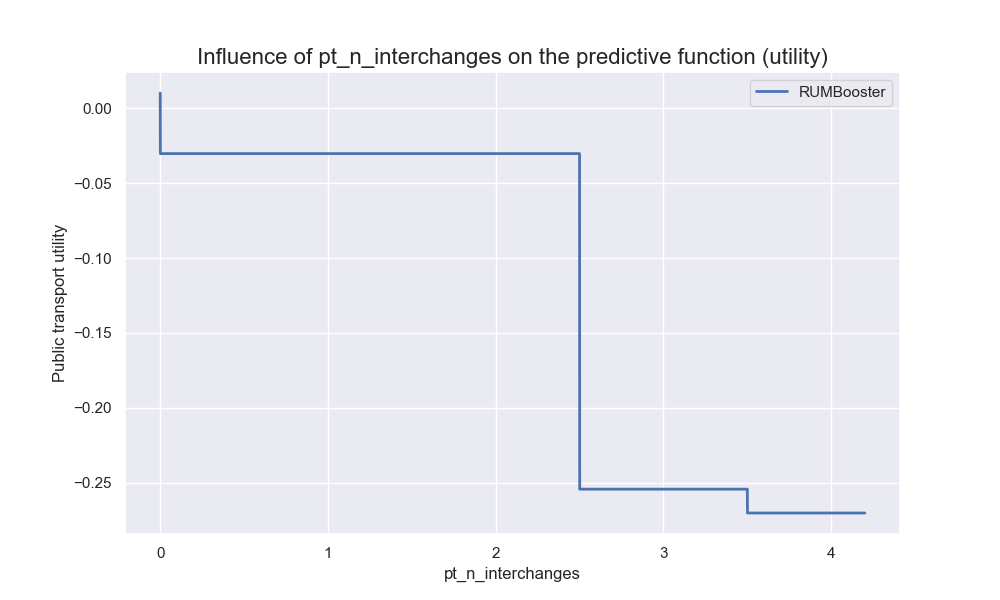 Influence of pt_n_interchanges on the predictive function (utility)
RUMBooster
Public transport utility
0.00
−0.05
−0.10
−0.15
−0.20
−0.25
0 1 2 3 4
pt_n_interchanges